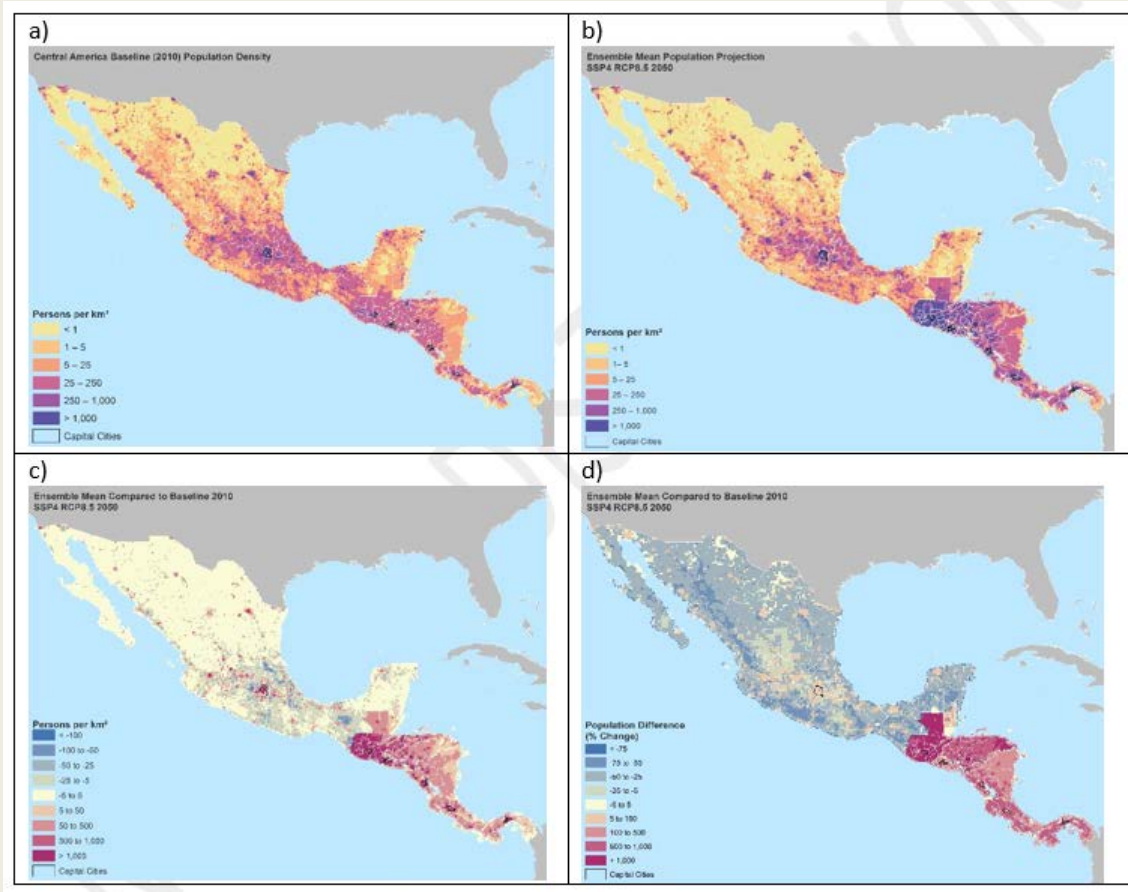 a)
Central America Baseline (2010) Population Density
Persons per km²
< 1
1 – 5
5 – 25
25 – 250
250 – 1,000
> 1,000
Capital Cities
b)
Ensemble Mean Population Projection
SSP4 RCP8.5 2050
Persons per km²
< 1
1 – 5
5 – 25
25 – 250
250 – 1,000
> 1,000
Capital Cities
c)
Ensemble Mean Compared to Baseline 2010
SSP4 RCP8.5 2050
Persons per km²
< -100
-100 to -50
-50 to -25
-25 to -5
-5 to 5
5 to 50
50 to 500
500 to 1,000
> 1,000
Capital Cities
d)
Ensemble Mean Compared to Baseline 2010
SSP4 RCP8.5 2050
Population Difference
(% Change)
-50 to -25
-25 to -5
-5 to 5
5 to 100
100 to 500
500 to 1,000
Capital Cities